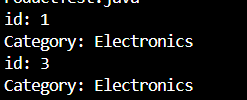 id: 1
Category: Electronics
id: 3
Category: Electronics